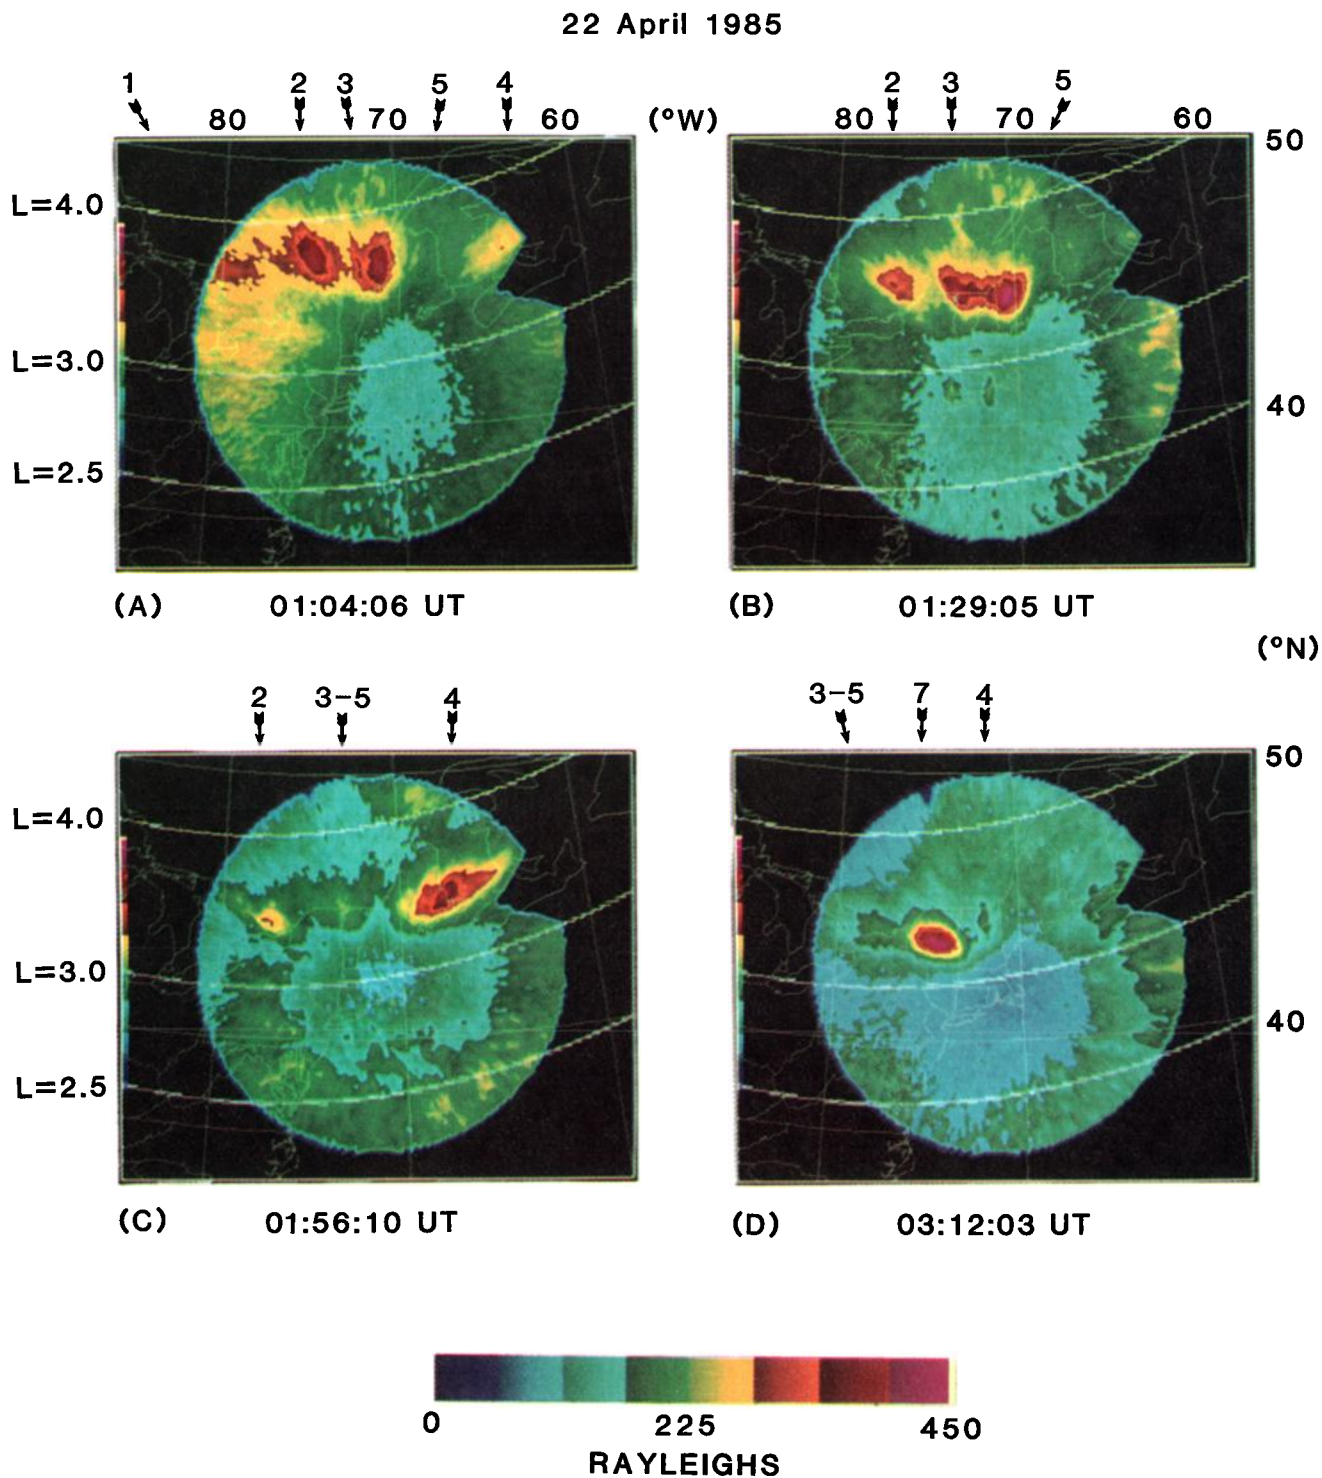 22 April 1985
1 2 3 5 4
80 70 60 (°W)
2 3 5
80 70 60
50
L=4.0
L=3.0
40
L=2.5
(A) 01:04:06 UT
(B) 01:29:05 UT
(°N)
2 3-5 4
3-5 7 4
50
L=4.0
L=3.0
40
L=2.5
(C) 01:56:10 UT
(D) 03:12:03 UT
0 225 450
RAYLEIGHS